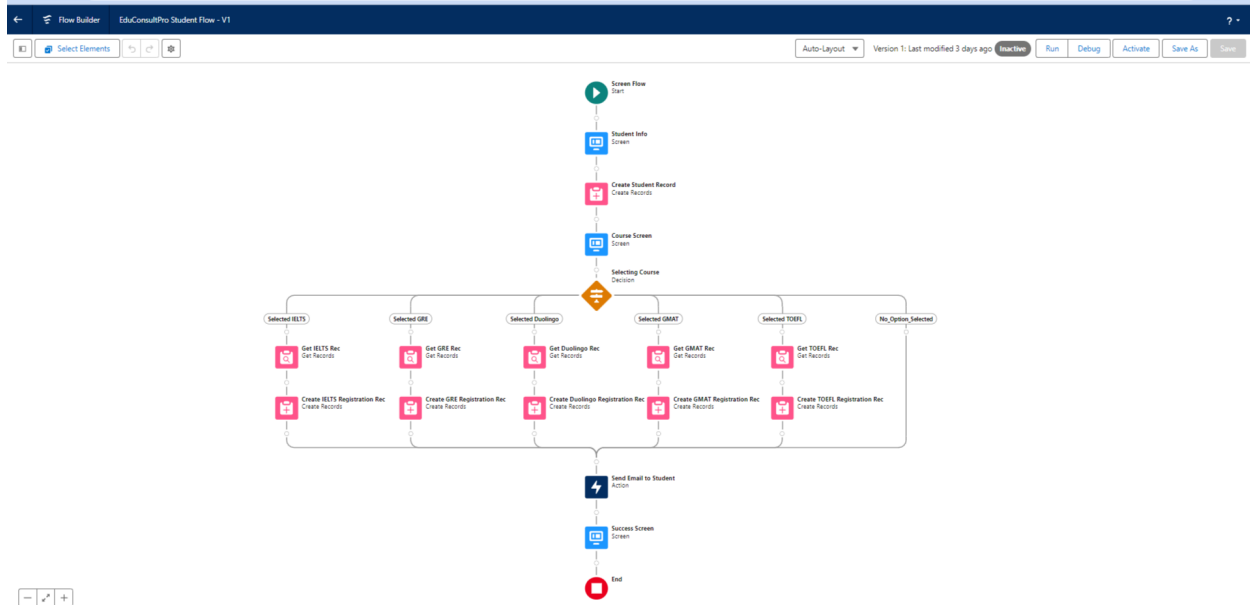 Flow Builder EduConsultPro Student Flow - V1 ?
Select Elements Auto-Layout Version 1: Last modified 3 days ago Inactive Run Debug Activate Save As Save
Screen Flow
Start
Student Info
Screen
Create Student Record
Create Records
Course Screen
Screen
Selecting Course
Decision
Selected IELTS Selected GRE Selected Duolingo Selected GMAT Selected TOEFL No_Option_Selected
Get IELTS Rec Get GRE Rec Get Duolingo Rec Get GMAT Rec Get TOEFL Rec
Get Records Get Records Get Records Get Records Get Records
Create IELTS Registration Rec Create GRE Registration Rec Create Duolingo Registration Rec Create GMAT Registration Rec Create TOEFL Registration Rec
Create Records Create Records Create Records Create Records Create Records
Send Email to Student
Action
Success Screen
Screen
End